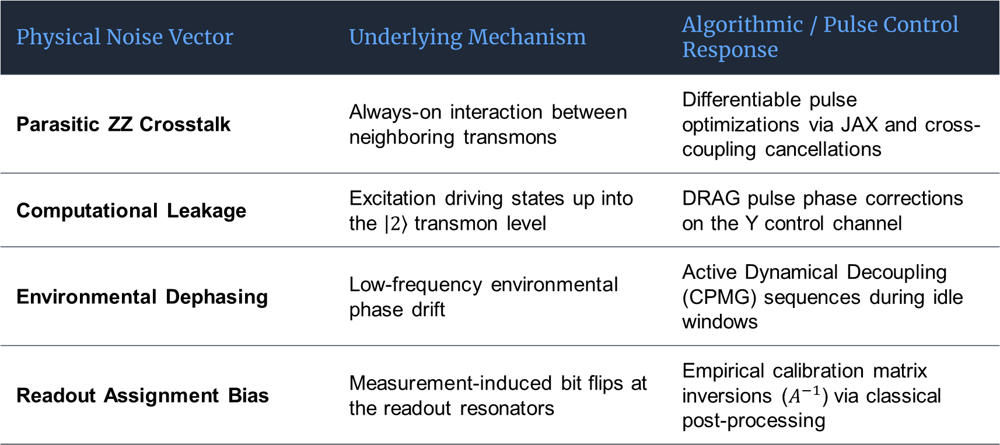 Physical Noise Vector
Underlying Mechanism
Algorithmic / Pulse Control
Response
Parasitic ZZ Crosstalk
Always-on interaction between
neighboring transmons
Differentiable pulse
optimizations via JAX and cross-
coupling cancellations
Computational Leakage
Excitation driving states up into
the |2⟩ transmon level
DRAG pulse phase corrections
on the Y control channel
Environmental Dephasing
Low-frequency environmental
phase drift
Active Dynamical Decoupling
(CPMG) sequences during idle
windows
Readout Assignment Bias
Measurement-induced bit flips at
the readout resonators
Empirical calibration matrix
inversions (A⁻¹) via classical
post-processing